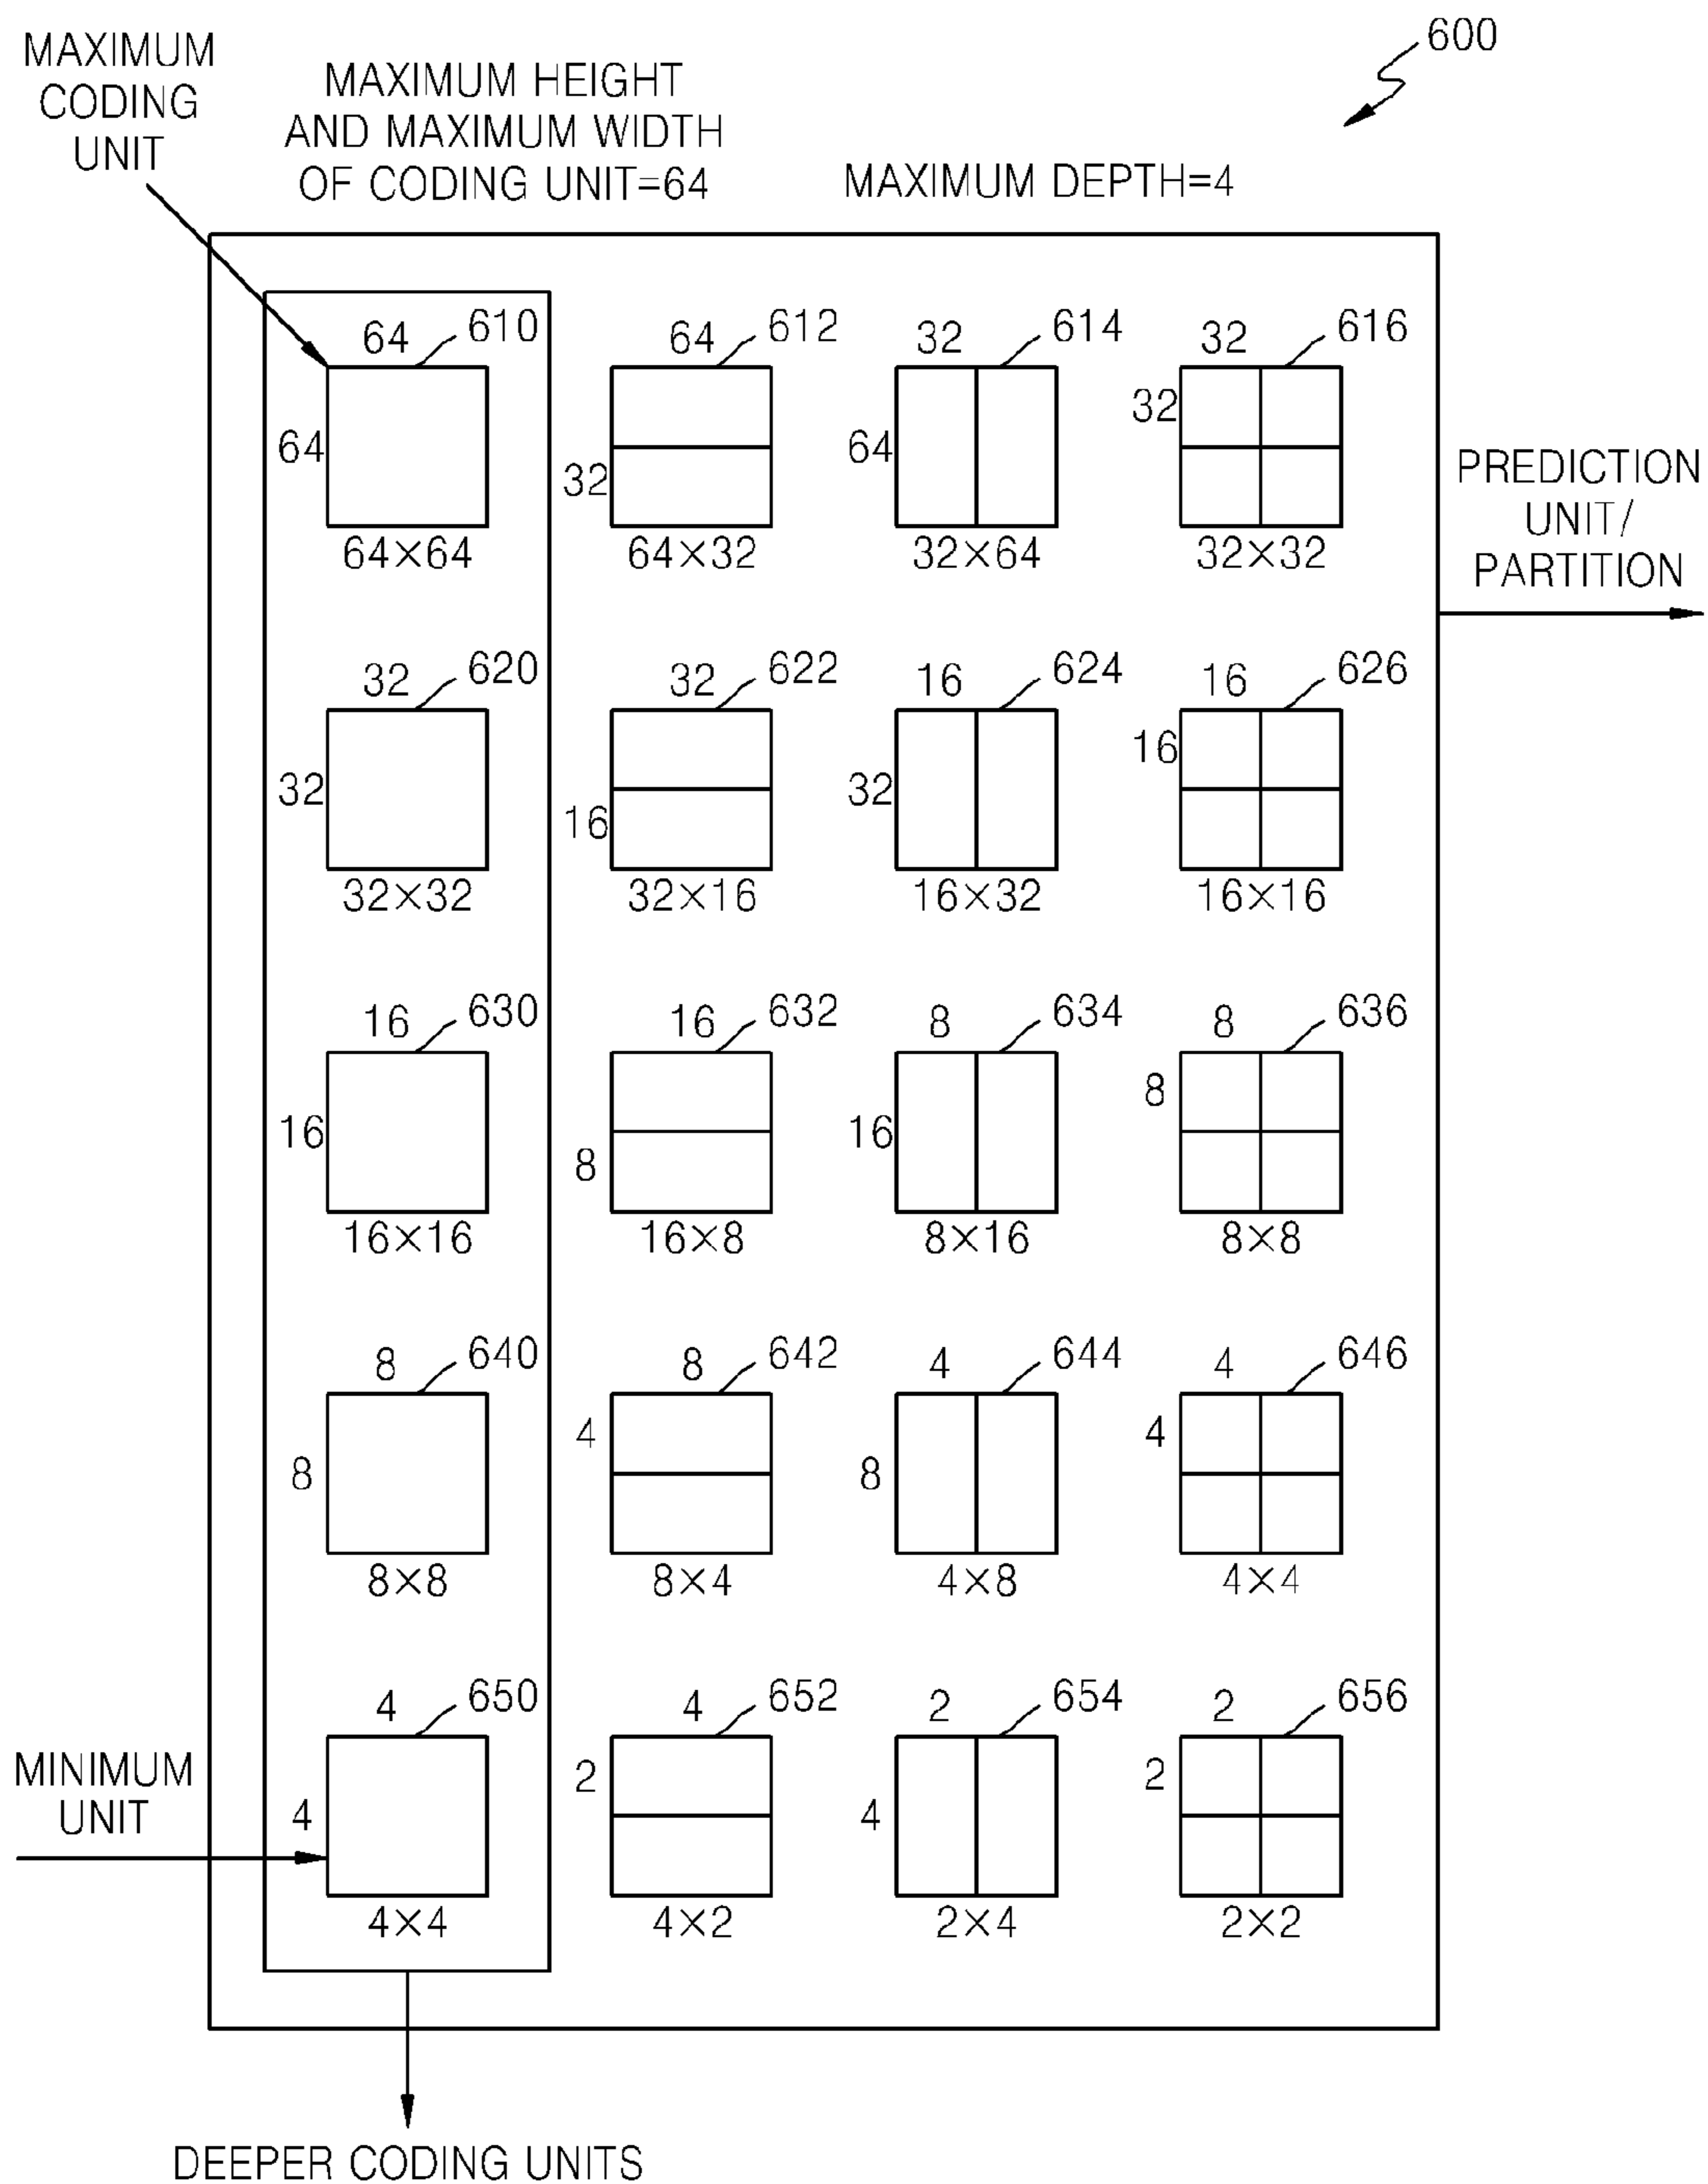 600
MAXIMUM
CODING
UNIT
MAXIMUM HEIGHT
AND MAXIMUM WIDTH
OF CODING UNIT=64
MAXIMUM DEPTH=4
64 610 64 612 32 614 32 616
64 32 64 32
64×64 64×32 32×64 32×32
PREDICTION
UNIT/
PARTITION
32 620 32 622 16 624 16 626
32 16 32 16
32×32 32×16 16×32 16×16
16 630 16 632 8 634 8 636
16 8 16 8
16×16 16×8 8×16 8×8
8 640 8 642 4 644 4 646
8 4 8 4
8×8 8×4 4×8 4×4
4 650 4 652 2 654 2 656
MINIMUM
UNIT
4 2 4 2
4×4 4×2 2×4 2×2
DEEPER CODING UNITS